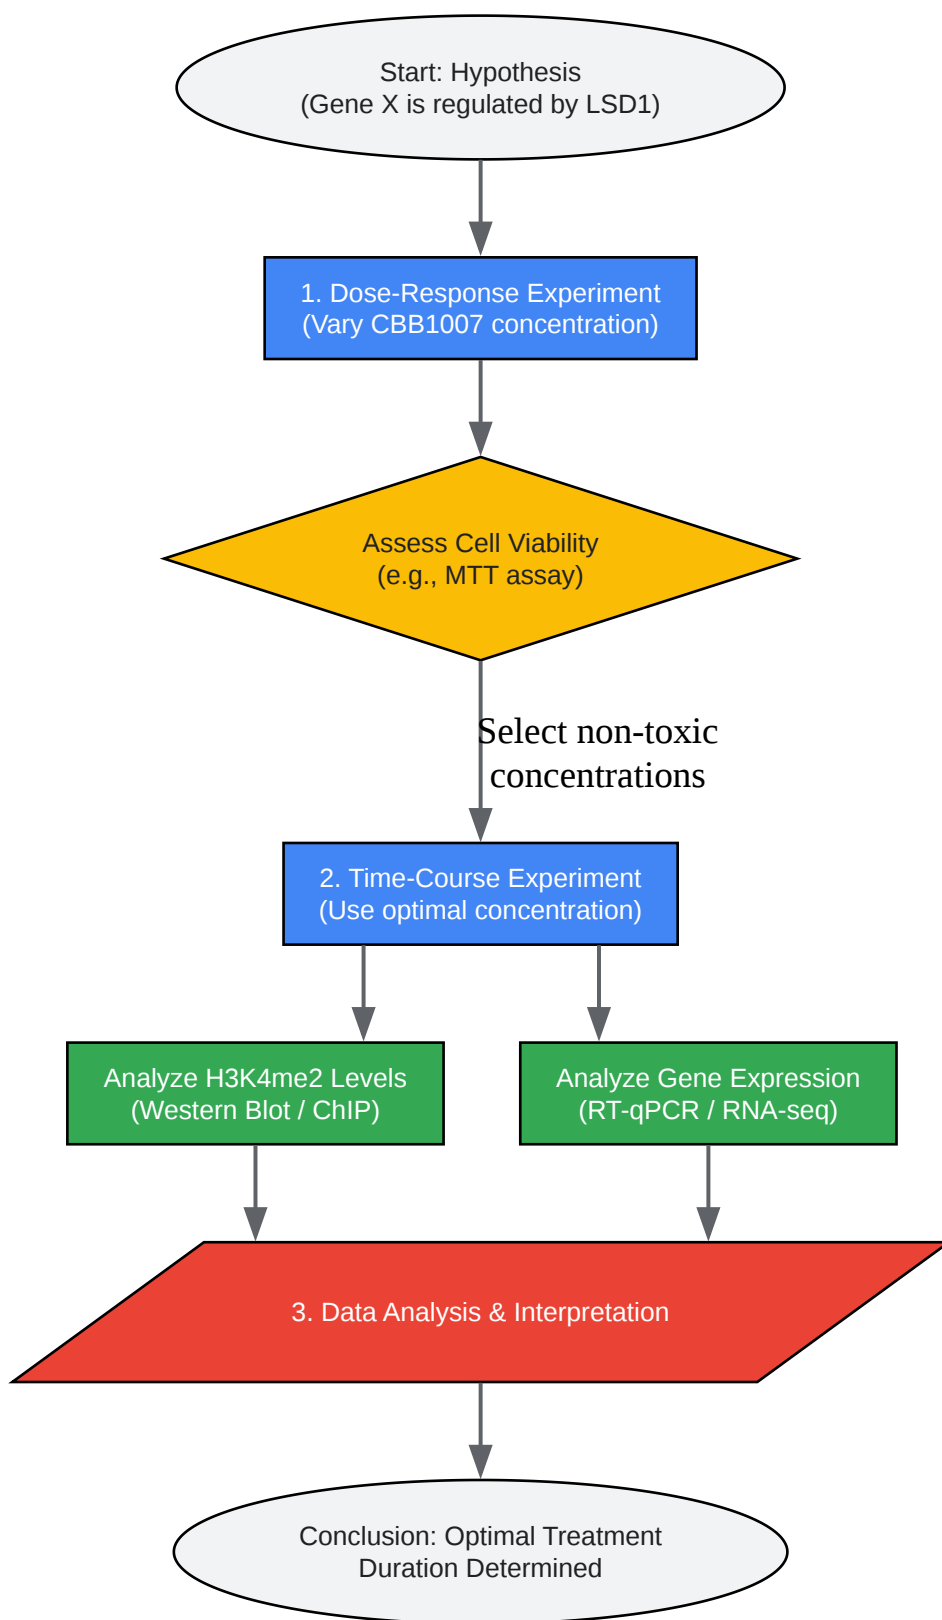 Start: Hypothesis
(Gene X is regulated by LSD1)
1. Dose-Response Experiment
(Vary CBB1007 concentration)
Assess Cell Viability
(e.g., MTT assay)
Select non-toxic
concentrations
2. Time-Course Experiment
(Use optimal concentration)
Analyze H3K4me2 Levels
(Western Blot / ChIP)
Analyze Gene Expression
(RT-qPCR / RNA-seq)
3. Data Analysis & Interpretation
Conclusion: Optimal Treatment
Duration Determined